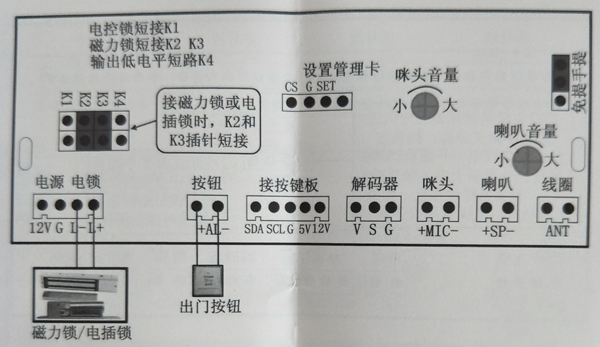 电控锁短接K1
磁力锁短接K2 K3
输出低电平短路K4
K1 K2 K3 K4
接磁力锁或电
插锁时，K2和
K3插针短接
设置管理卡
CS G SET
咪头音量
小 大
免提手提
喇叭音量
小 大
电源 电锁
12V G L- L+
按钮
+AL-
接按键板
SDA SCL G 5V 12V
解码器
V S G
咪头
+MIC-
喇叭
+SP-
线圈
ANT
磁力锁/电插锁
出门按钮